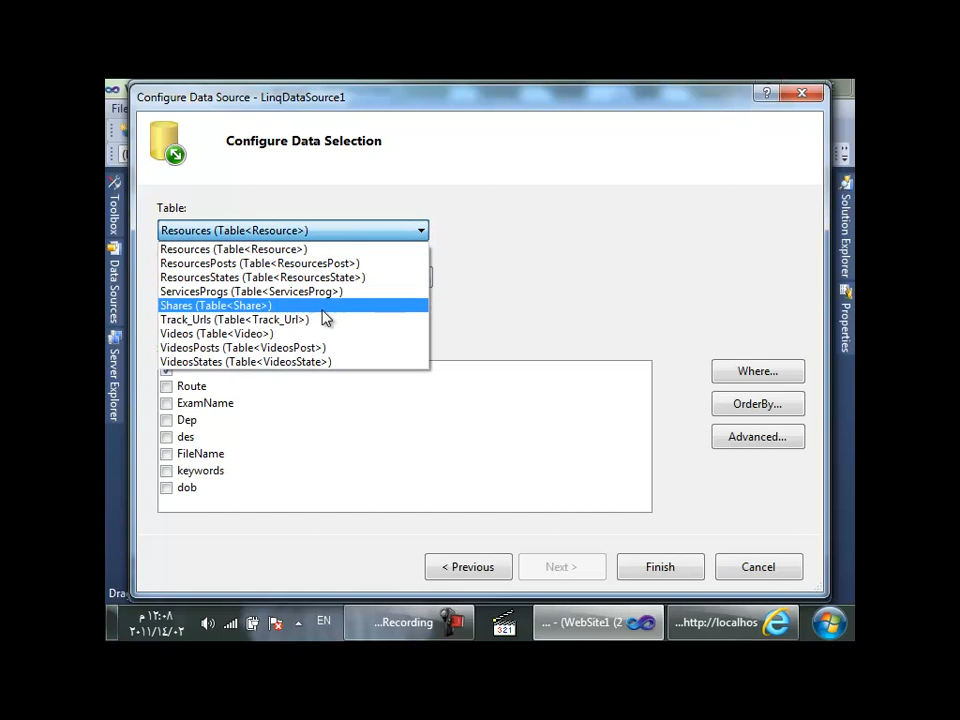 Configure Data Source - LinqDataSource1
File
Configure Data Selection
Table:
Resources (Table<Resource>)
Resources (Table<Resource>)
ResourcesPosts (Table<ResourcesPost>)
ResourcesStates (Table<ResourcesState>)
ServicesProgs (Table<ServicesProg>)
Shares (Table<Share>)
Track_Urls (Table<Track_Url>)
Videos (Table<Video>)
VideosPosts (Table<VideosPost>)
VideosStates (Table<VideosState>)
Route
ExamName
Dep
des
FileName
keywords
dob
Where...
OrderBy...
Advanced...
< Previous
Next >
Finish
Cancel
Toolbox
Data Sources
Server Explorer
Solution Explorer
Properties
Dra
١٢:٠٨ م
٢٠١١/١٤/٠٢
EN
...Recording
321
... - (WebSite1 (2
...http://localhos